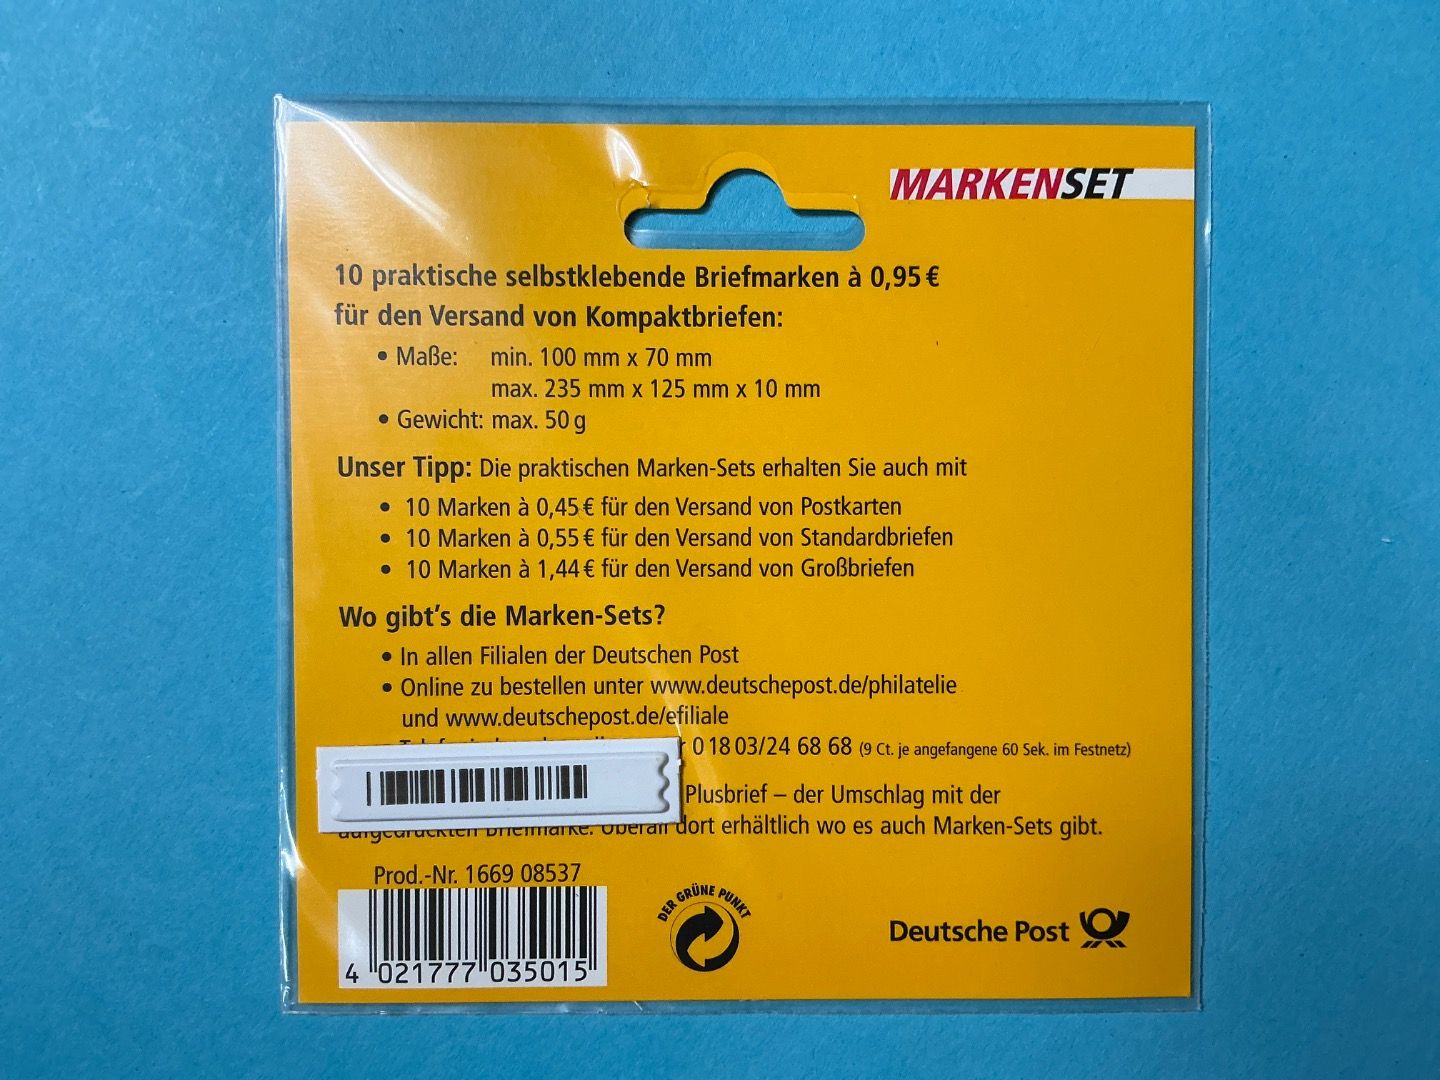 MARKENSET
10 praktische selbstklebende Briefmarken à 0,95 €
für den Versand von Kompaktbriefen:
• Maße: min. 100 mm x 70 mm
max. 235 mm x 125 mm x 10 mm
• Gewicht: max. 50 g
Unser Tipp: Die praktischen Marken-Sets erhalten Sie auch mit
• 10 Marken à 0,45 € für den Versand von Postkarten
• 10 Marken à 0,55 € für den Versand von Standardbriefen
• 10 Marken à 1,44 € für den Versand von Großbriefen
Wo gibt's die Marken-Sets?
• In allen Filialen der Deutschen Post
• Online zu bestellen unter www.deutschepost.de/philatelie
und www.deutschepost.de/efiliale
0 18 03/24 68 68 (9 Ct. je angefangene 60 Sek. im Festnetz)
Plusbrief – der Umschlag mit der
aufgedruckten Briefmarke. Überall dort erhältlich wo es auch Marken-Sets gibt.
Prod.-Nr. 1669 08537
4 021777 035015
DER GRÜNE PUNKT
Deutsche Post